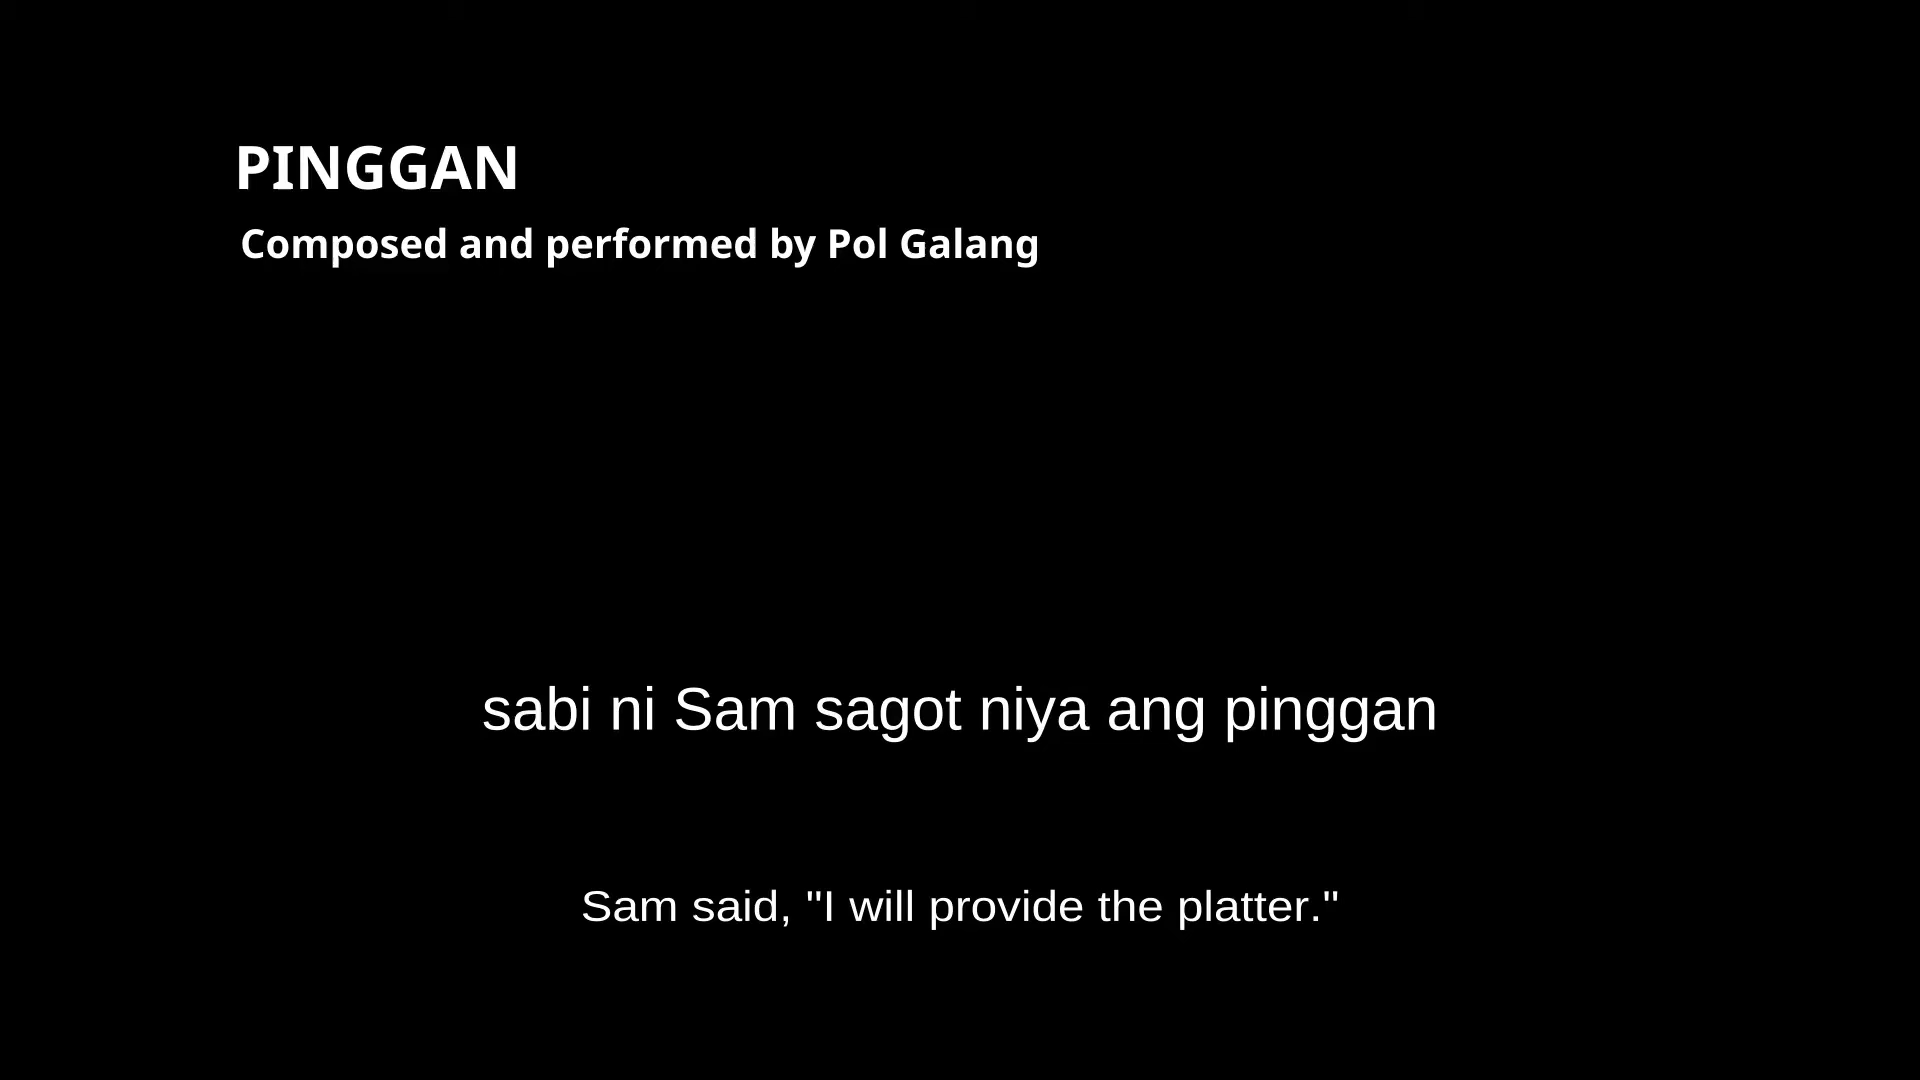 PINGGAN
Composed and performed by Pol Galang
sabi ni Sam sagot niya ang pinggan
Sam said, "I will provide the platter."